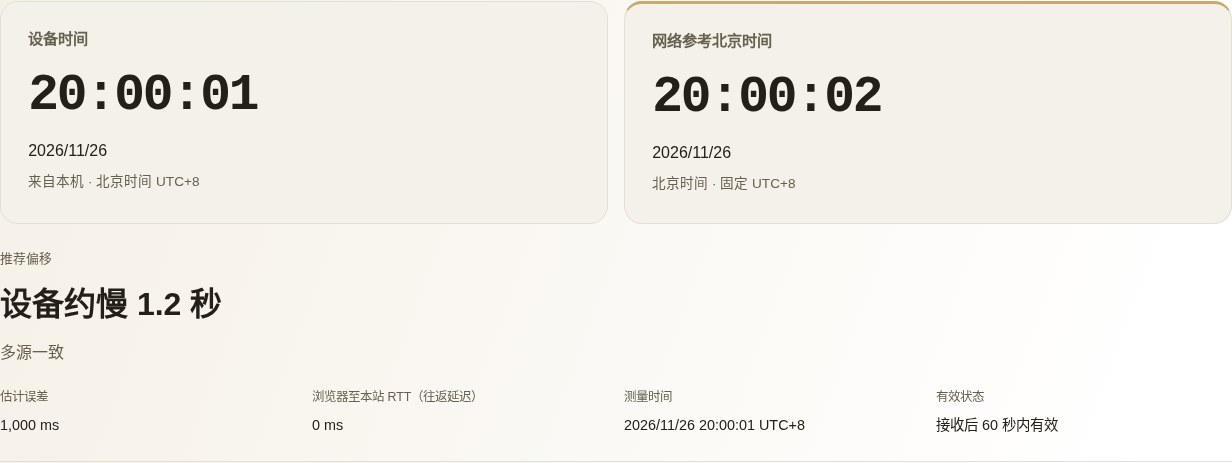 设备时间
20:00:01
2026/11/26
来自本机 · 北京时间 UTC+8
网络参考北京时间
20:00:02
2026/11/26
北京时间 · 固定 UTC+8
推荐偏移
设备约慢 1.2 秒
多源一致
估计误差
1,000 ms
浏览器至本站 RTT（往返延迟）
0 ms
测量时间
2026/11/26 20:00:01 UTC+8
有效状态
接收后 60 秒内有效